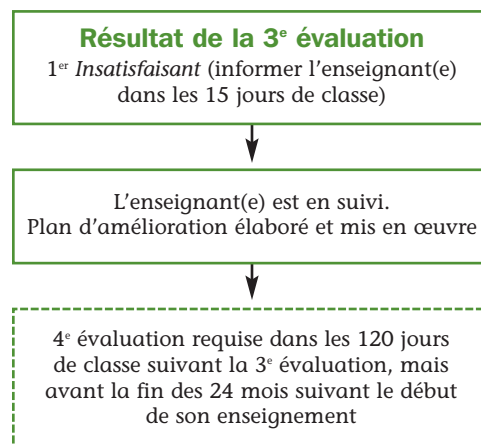 Résultat de la 3e évaluation
1er Insatisfaisant (informer l’enseignant(e)
dans les 15 jours de classe)
L’enseignant(e) est en suivi.
Plan d’amélioration élaboré et mis en œuvre
4e évaluation requise dans les 120 jours
de classe suivant la 3e évaluation, mais
avant la fin des 24 mois suivant le début
de son enseignement